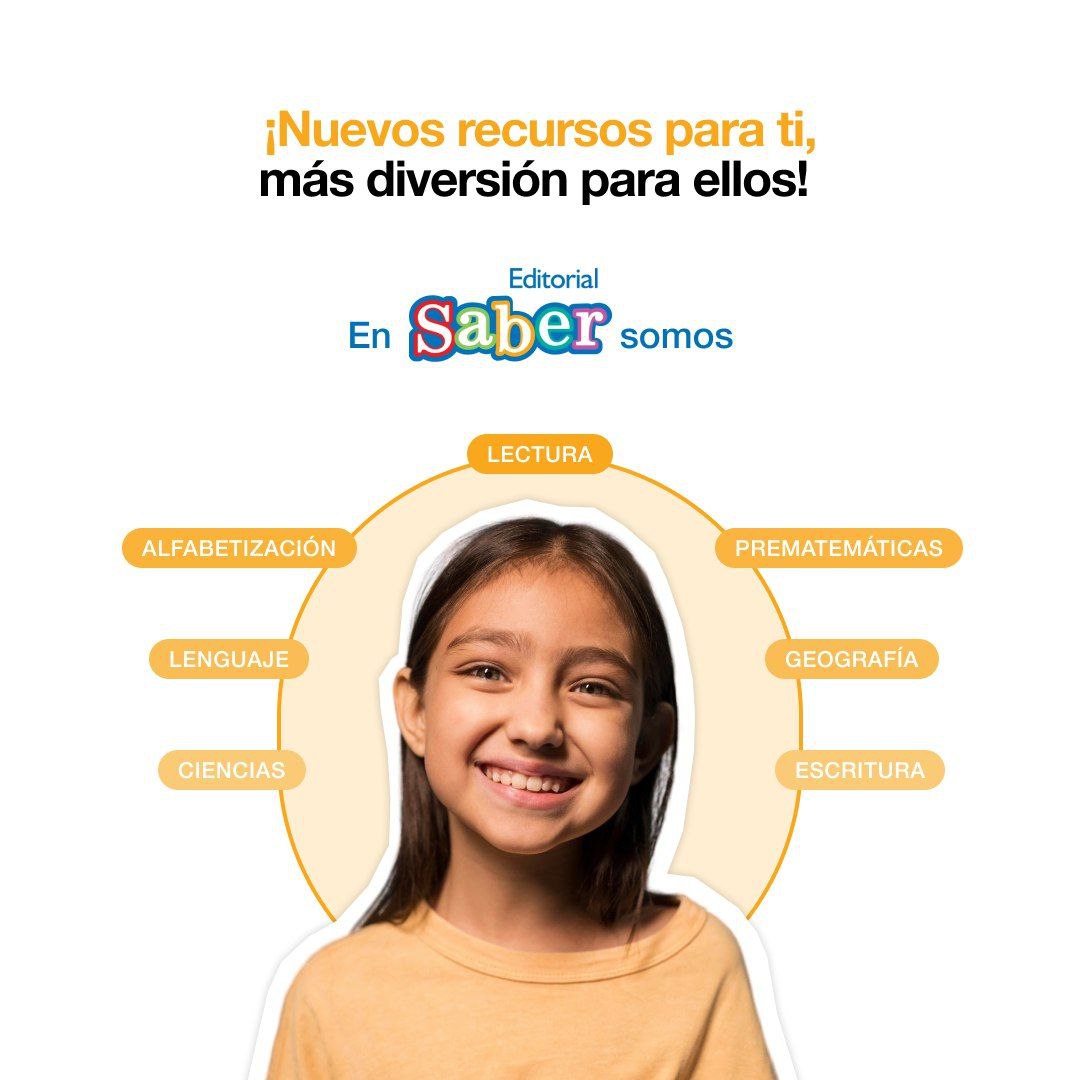 ¡Nuevos recursos para ti,
más diversión para ellos!
Editorial
En Saber somos
LECTURA
ALFABETIZACIÓN PREMATEMÁTICAS
LENGUAJE GEOGRAFÍA
CIENCIAS ESCRITURA